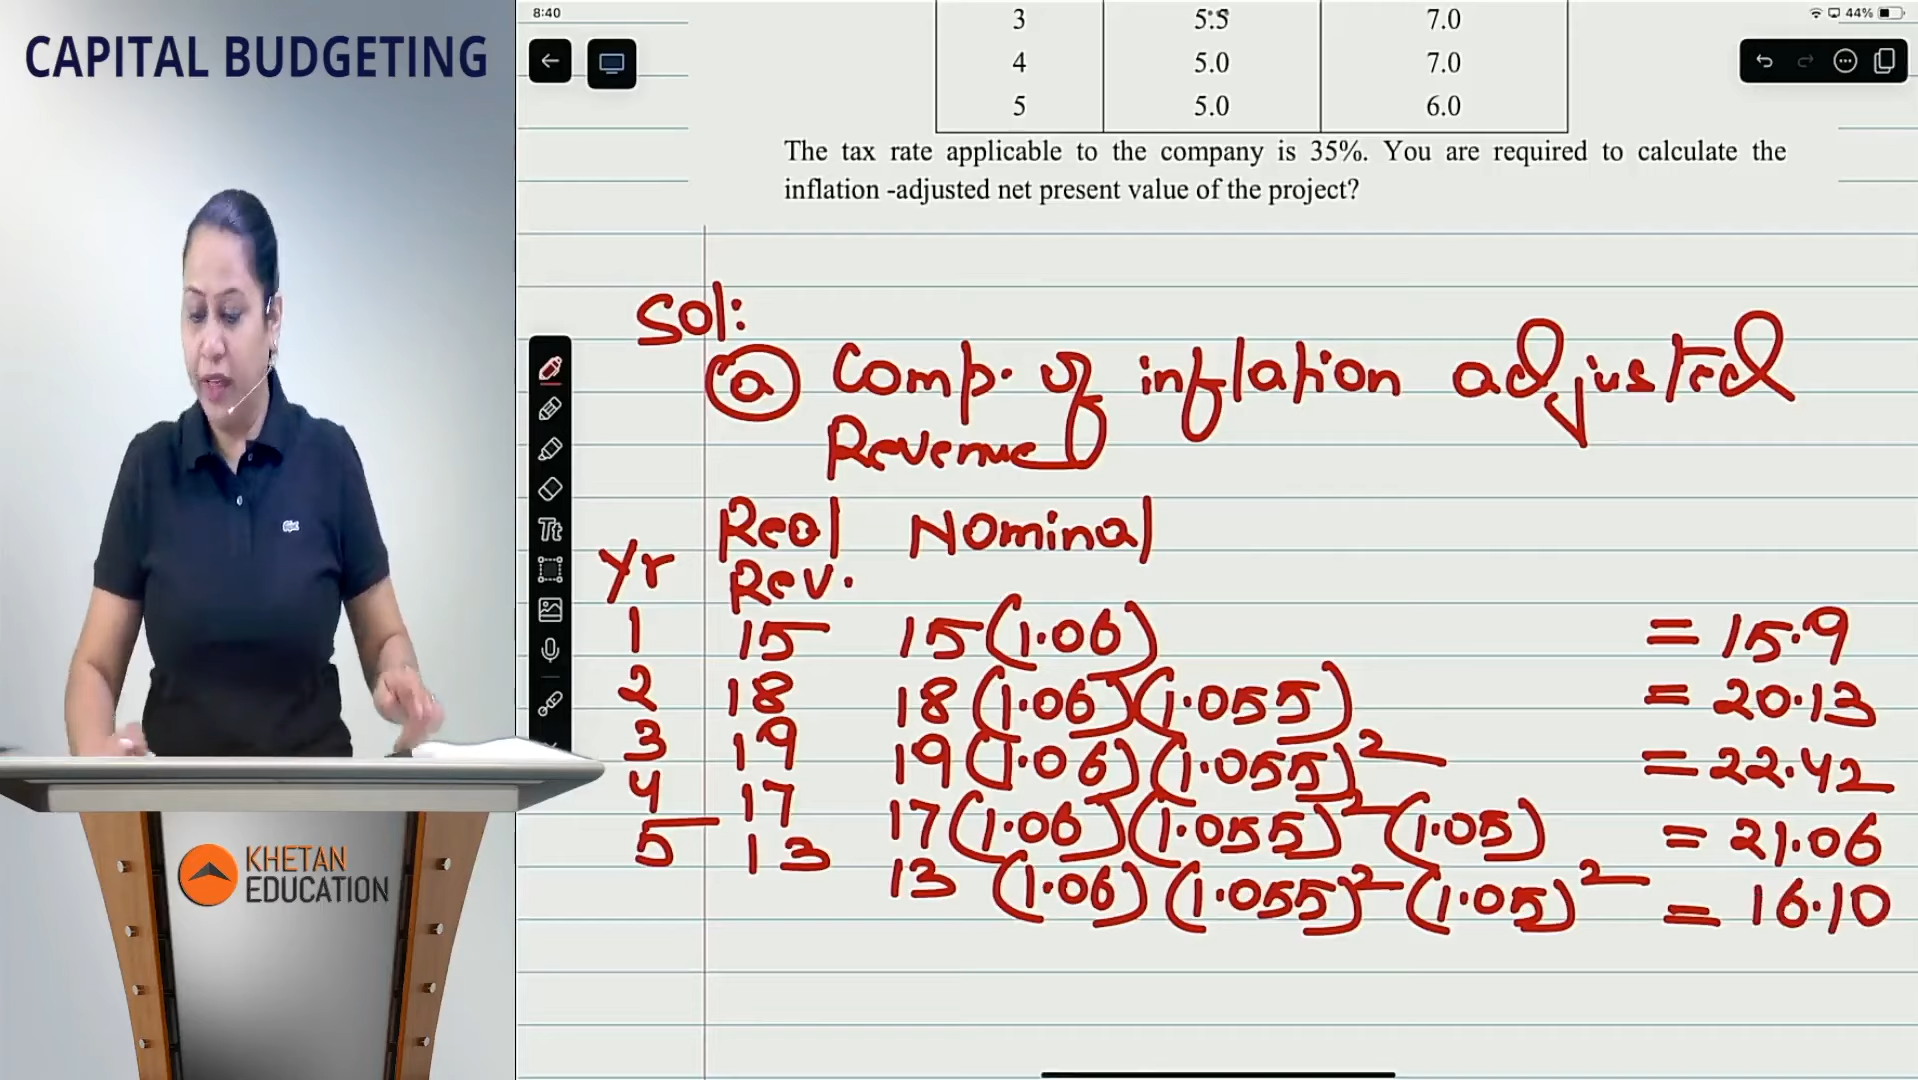 CAPITAL BUDGETING
8:40
44%
3 5.5 7.0
4 5.0 7.0
5 5.0 6.0
The tax rate applicable to the company is 35%. You are required to calculate the
inflation -adjusted net present value of the project?
Sol:
(a) Comp. of inflation adjusted
Revenue
Yr Real Rev. Nominal
1 15 15(1.06) = 15.9
2 18 18(1.06)(1.055) = 20.13
3 19 19(1.06)(1.055)² = 22.42
4 17 17(1.06)(1.055)²(1.05) = 21.06
5 13 13(1.06)(1.055)²(1.05)² = 16.10
Tt
KHETAN
EDUCATION